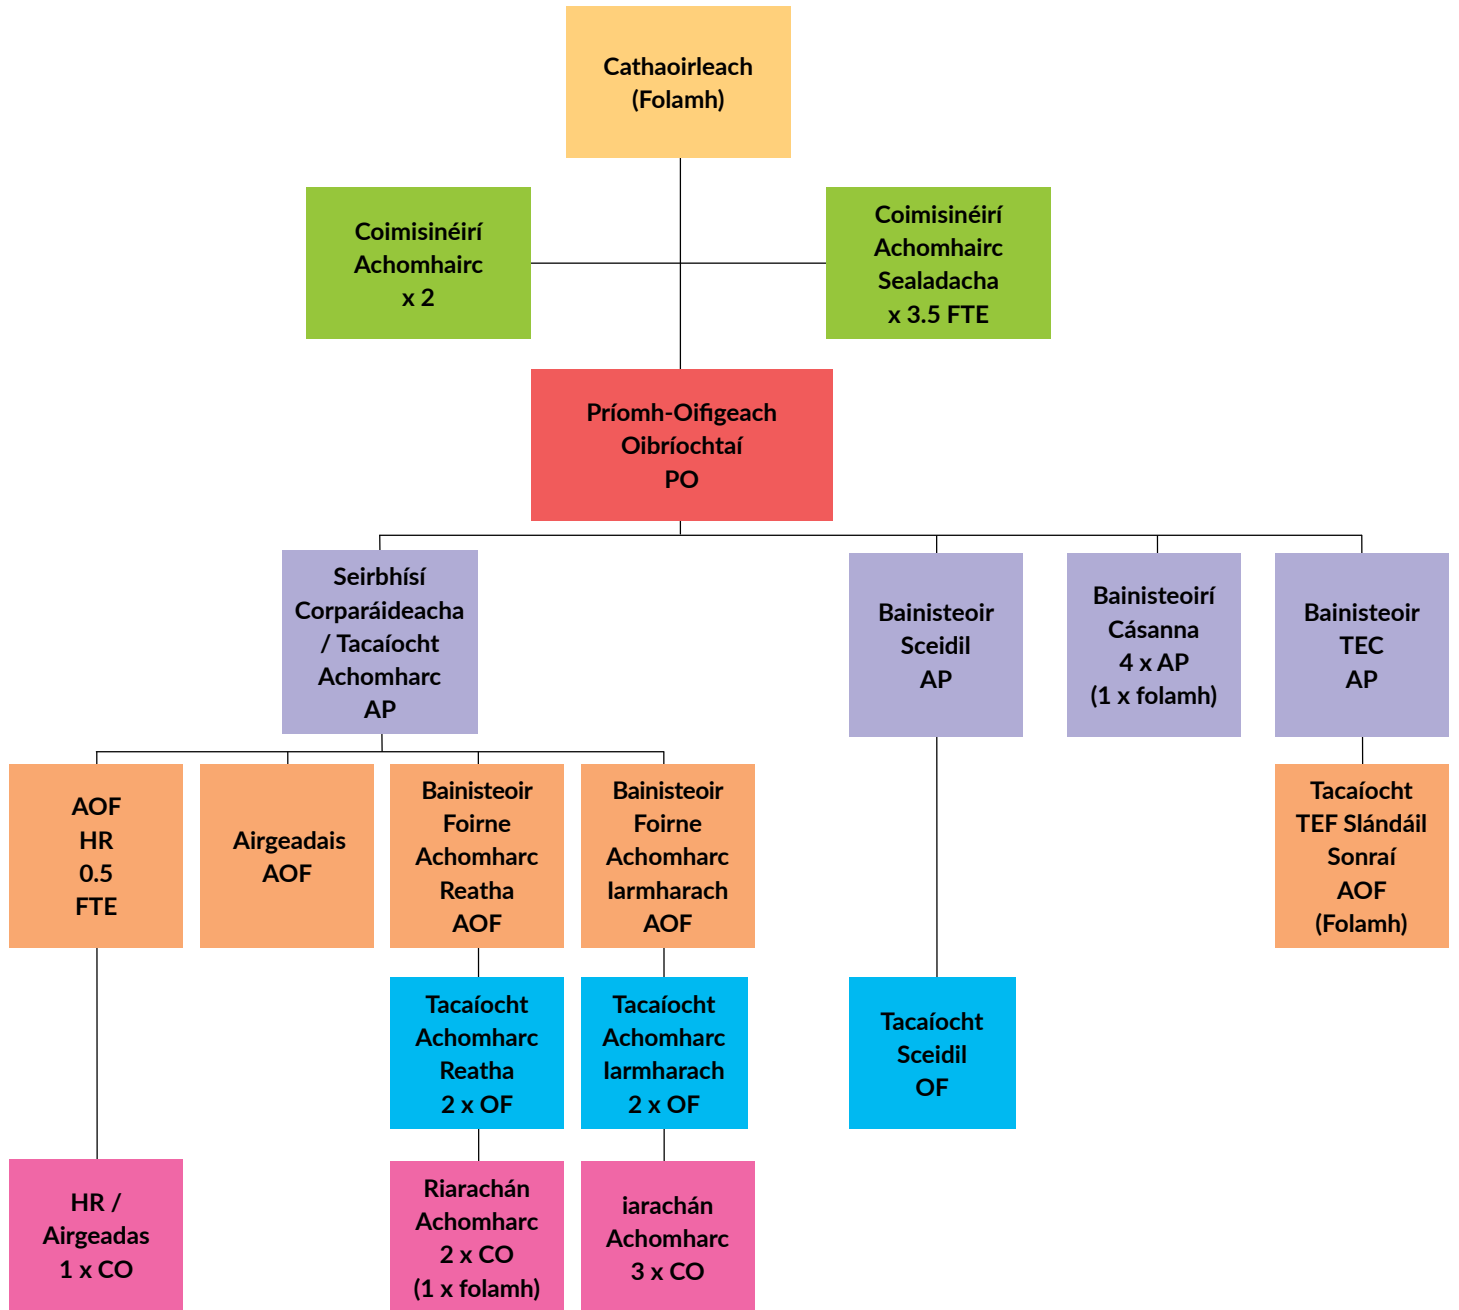 Cathaoirleach
(Folamh)
Coimisinéirí
Achomhairc
x 2
Coimisinéirí
Achomhairc
Sealadacha
x 3.5 FTE
Príomh-Oifigeach
Oibríochtaí
PO
Seirbhísí
Corparáideacha
/ Tacaíocht
Achomharc
AP
Bainisteoir
Sceidil
AP
Bainisteoirí
Cásanna
4 x AP
(1 x folamh)
Bainisteoir
TEC
AP
AOF
HR
0.5
FTE
Airgeadais
AOF
Bainisteoir
Foirne
Achomharc
Reatha
AOF
Bainisteoir
Foirne
Achomharc
Iarmharach
AOF
Tacaíocht
TEF Slándáil
Sonraí
AOF
(Folamh)
Tacaíocht
Achomharc
Reatha
2 x OF
Tacaíocht
Achomharc
Iarmharach
2 x OF
Tacaíocht
Sceidil
OF
HR /
Airgeadas
1 x CO
Riarachán
Achomharc
2 x CO
(1 x folamh)
iarachán
Achomharc
3 x CO